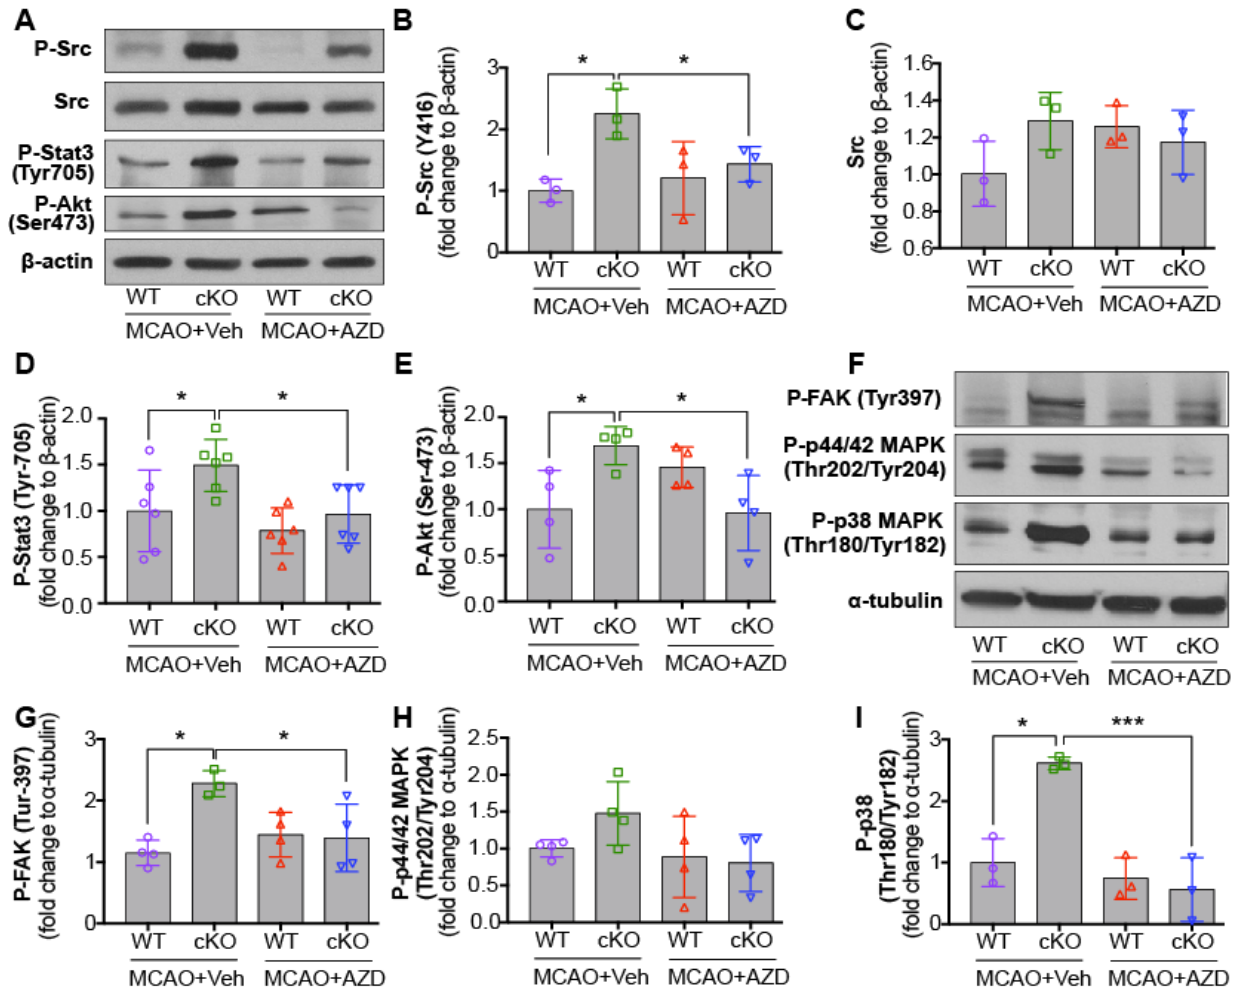 A
P-Src
Src
P-Stat3
(Tyr705)
P-Akt
(Ser473)
β-actin
WT cKO WT cKO
MCAO+Veh MCAO+AZD
B
P-Src (Y416)
(fold change to β-actin)
3
2
1
0
* *
WT cKO WT cKO
MCAO+Veh MCAO+AZD
C
Src
(fold change to β-actin)
1.6
1.4
1.2
1.0
0.8
0.6
WT cKO WT cKO
MCAO+Veh MCAO+AZD
D
P-Stat3 (Tyr-705)
(fold change to β-actin)
2.0
1.5
1.0
0.5
0.0
* *
WT cKO WT cKO
MCAO+Veh MCAO+AZD
E
P-Akt (Ser-473)
(fold change to β-actin)
2.0
1.5
1.0
0.5
0.0
* *
WT cKO WT cKO
MCAO+Veh MCAO+AZD
F
P-FAK (Tyr397)
P-p44/42 MAPK
(Thr202/Tyr204)
P-p38 MAPK
(Thr180/Tyr182)
α-tubulin
WT cKO WT cKO
MCAO+Veh MCAO+AZD
G
P-FAK (Tur-397)
(fold change to α-tubulin)
3
2
1
0
* *
WT cKO WT cKO
MCAO+Veh MCAO+AZD
H
P-p44/42 MAPK
(Thr202/Tyr204)
(fold change to α-tubulin)
2.5
2.0
1.5
1.0
0.5
0.0
WT cKO WT cKO
MCAO+Veh MCAO+AZD
I
P-p38
(Thr180/Tyr182)
(fold change to α-tubulin)
3
2
1
0
* ***
WT cKO WT cKO
MCAO+Veh MCAO+AZD